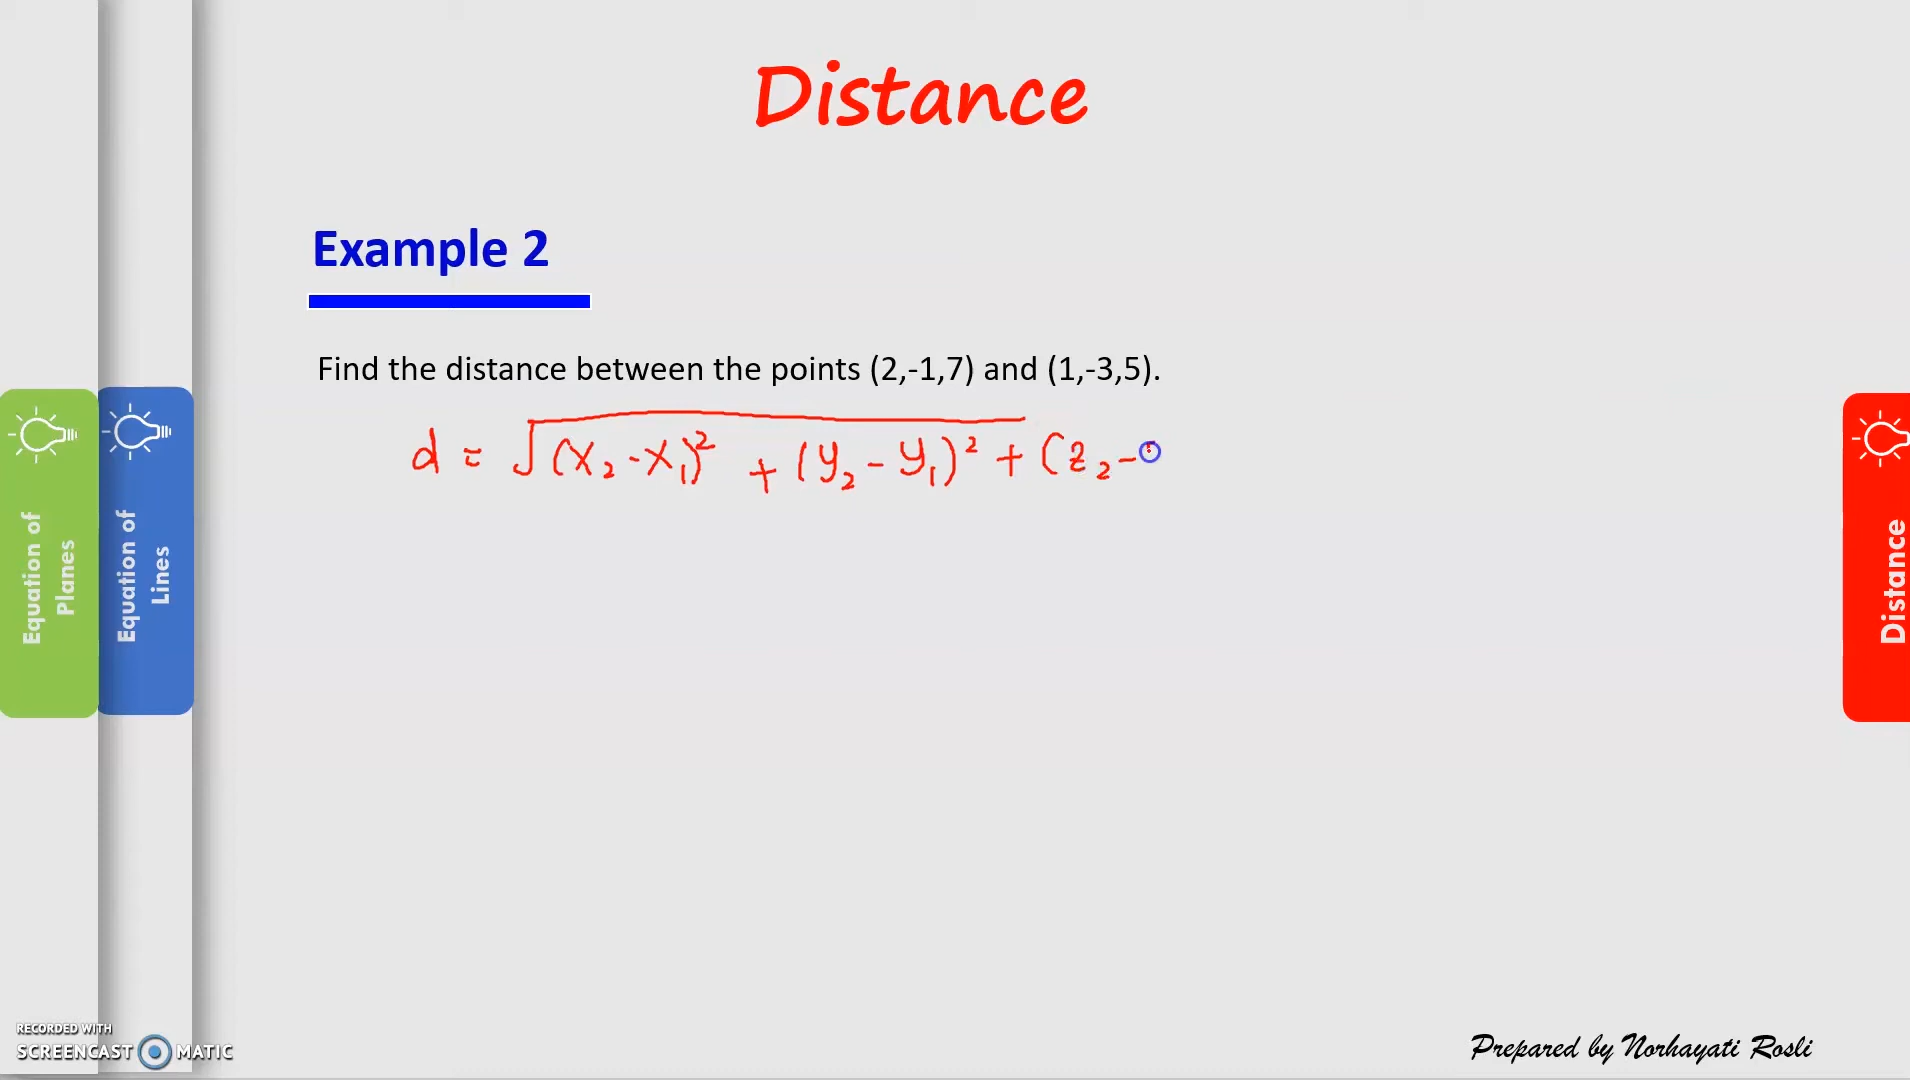 Distance
Example 2
Find the distance between the points (2,-1,7) and (1,-3,5).
d = √(x₂ - x₁)² + (y₂ - y₁)² + (z₂ -
Equation of
Planes
Equation of
Lines
Distance
RECORDED WITH
SCREENCAST MATIC
Prepared by Norhayati Rosli